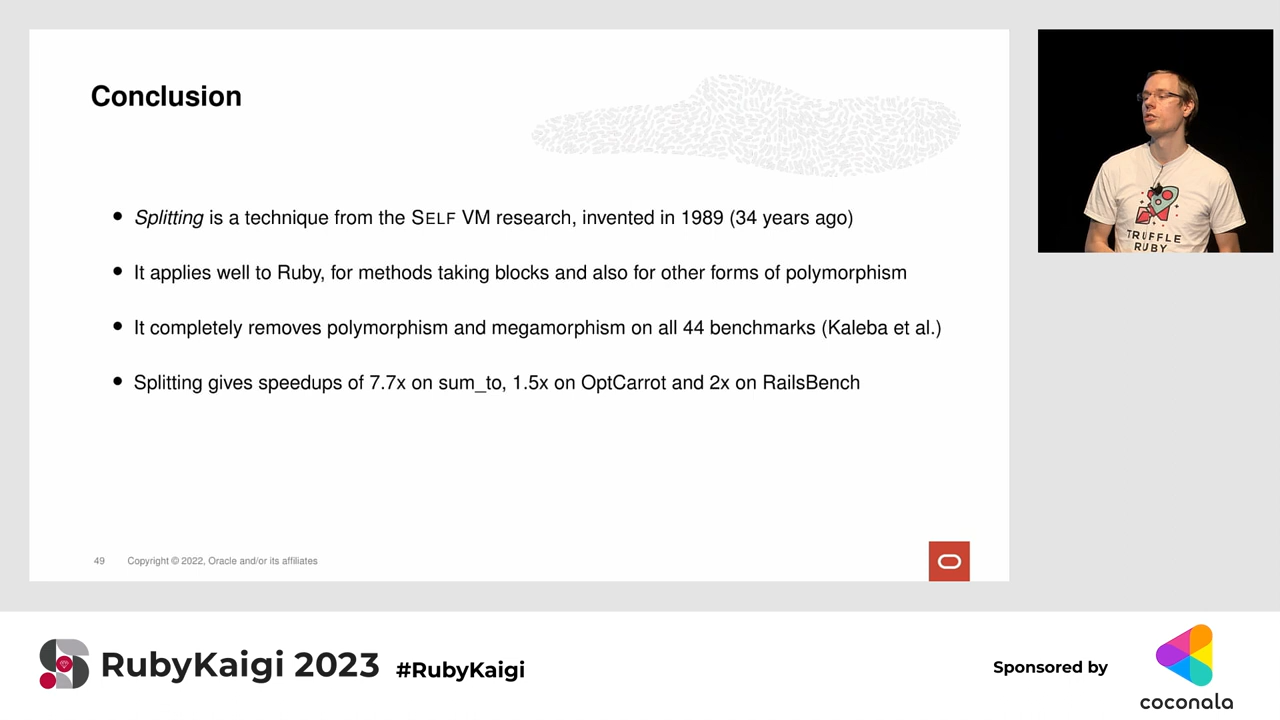 Conclusion
• Splitting is a technique from the SELF VM research, invented in 1989 (34 years ago)
• It applies well to Ruby, for methods taking blocks and also for other forms of polymorphism
• It completely removes polymorphism and megamorphism on all 44 benchmarks (Kaleba et al.)
• Splitting gives speedups of 7.7x on sum_to, 1.5x on OptCarrot and 2x on RailsBench
49 Copyright © 2022, Oracle and/or its affiliates
TRUFFLE
RUBY
RubyKaigi 2023 #RubyKaigi
Sponsored by
coconala